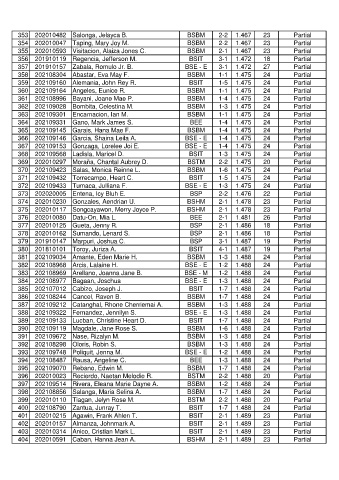 353 202010482 Salonga, Jelayca B. BSBM 2-2 1.467 23 Partial
354 202010047 Taping, Mary Joy M. BSBM 2-2 1.467 23 Partial
355 202010593 Visitacion, Alaiza Jones C. BSBM 2-1 1.467 23 Partial
356 201910119 Regencia, Jefferson M. BSIT 3-1 1.472 18 Partial
357 201910157 Zabala, Romulo Jr. B. BSE - E 3-1 1.472 27 Partial
358 202108304 Abastar, Eva May F. BSBM 1-1 1.475 24 Partial
359 202109160 Alemania, John Rey R. BSIT 1-5 1.475 24 Partial
360 202109164 Angeles, Eunice R. BSBM 1-1 1.475 24 Partial
361 202108996 Bayani, Joane Mae P. BSBM 1-4 1.475 24 Partial
362 202109028 Bombita, Celestina M. BSBM 1-3 1.475 24 Partial
363 202109301 Encarnacion, Ian M. BSBM 1-1 1.475 24 Partial
364 202109331 Gano, Mark James S. BEE 1-4 1.475 24 Partial
365 202109145 Garais, Hana Mae F. BSBM 1-4 1.475 24 Partial
366 202109146 Garcia, Shaina Leila A. BSE - E 1-4 1.475 24 Partial
367 202109153 Gonzaga, Lorelee Joi E. BSE - E 1-4 1.475 24 Partial
368 202109568 Ladisla, Maricel D. BSIT 1-3 1.475 24 Partial
369 202010297 Moraña, Chantal Aubrey D. BSTM 2-2 1.475 20 Partial
370 202109423 Salas, Monica Reinne L. BSBM 1-6 1.475 24 Partial
371 202109432 Torrecampo, Heart C. BSIT 1-5 1.475 24 Partial
372 202109433 Tumaca, Julliana F. BSE - E 1-3 1.475 24 Partial
373 202020005 Enteria, Icy Bluh E. BSP 2-2 1.476 22 Partial
374 202010230 Gonzales, Aendrian U. BSHM 2-1 1.478 23 Partial
375 202010117 Songcayawon, Merry Joyce P BSHM 2-1 1.478 23 Partial
376 202010080 Datu-On, Mia L. BEE 2-1 1.481 26 Partial
377 202010125 Gueta, Jenny R. BSP 2-1 1.486 18 Partial
378 202010162 Sumando, Lenard S. BSP 2-1 1.486 18 Partial
379 201910147 Marpuri, Joshua C. BSP 3-1 1.487 19 Partial
380 201810101 Toroy, Juriza A. BSIT 4-1 1.487 19 Partial
381 202109034 Amante, Eden Marie H. BSBM 1-3 1.488 24 Partial
382 202108968 Arcis, Lalaine H. BSE - E 1-2 1.488 24 Partial
383 202108969 Arellano, Joanna Jane B. BSE - M 1-2 1.488 24 Partial
384 202108977 Bagaan, Joschua BSE - E 1-3 1.488 24 Partial
385 202107012 Cabizo, Joseph J. BSIT 1-7 1.488 24 Partial
386 202108244 Cancel, Raven B. BSBM 1-7 1.488 24 Partial
387 202109212 Catanghal, Rhone Chenlemai A. BSBM 1-3 1.488 24 Partial
388 202109322 Fernandez, Jennilyn S. BSE - E 1-3 1.488 24 Partial
389 202109133 Lucban, Christine Heart D. BSIT 1-7 1.488 24 Partial
390 202109119 Magdale, Jane Rose S. BSBM 1-6 1.488 24 Partial
391 202109672 Nase, Rizalyn M. BSBM 1-3 1.488 24 Partial
392 202108298 Cloris, Robin S. BSBM 1-3 1.488 24 Partial
393 202109746 Poliquit, Jenna M. BSE - E 1-2 1.488 24 Partial
394 202108487 Rausa, Angeline C. BEE 1-3 1.488 24 Partial
395 202109070 Rebano, Edwin M. BSBM 1-7 1.488 24 Partial
396 202010023 Recierdo, Naetan Melodie R. BSTM 2-2 1.488 20 Partial
397 202109514 Rivera, Eleana Marie Dayne A. BSBM 1-2 1.488 24 Partial
398 202108856 Salanga, Maria Selina A. BSBM 1-7 1.488 24 Partial
399 202010110 Tiagan, Jelyn Rose M. BSTM 2-2 1.488 20 Partial
400 202108790 Zantua, Junray T. BSIT 1-7 1.488 24 Partial
401 202010215 Agawin, Frank Ahlen T. BSIT 2-1 1.489 23 Partial
402 202010157 Almanza, Johnmark A. BSIT 2-1 1.489 23 Partial
403 202010314 Anico, Cristian Mark L. BSIT 2-1 1.489 23 Partial
404 202010591 Caban, Hanna Jean A. BSHM 2-1 1.489 23 Partial